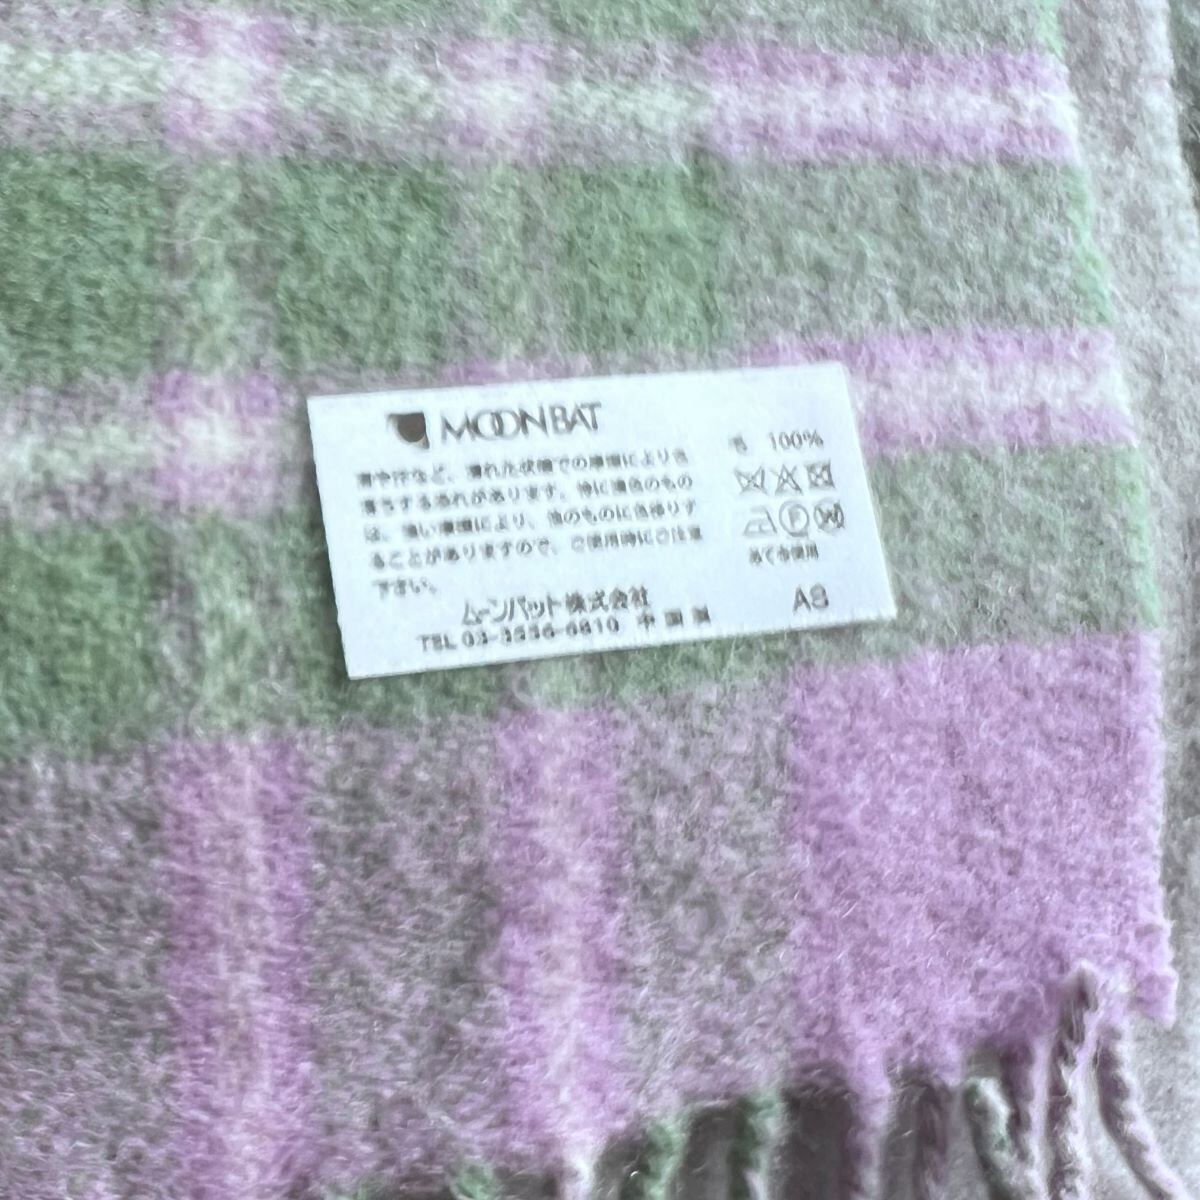 MOONBAT
雨や汗など、濡れた状態での摩擦により色
落ちする恐れがあります。特に濃色のもの
は、強い摩擦により、他のものに色移りす
ることがありますので、ご使用時にご注意
下さい。
ムーンバット株式会社
TEL 03- 中国製
毛 100%
あて布使用
A8